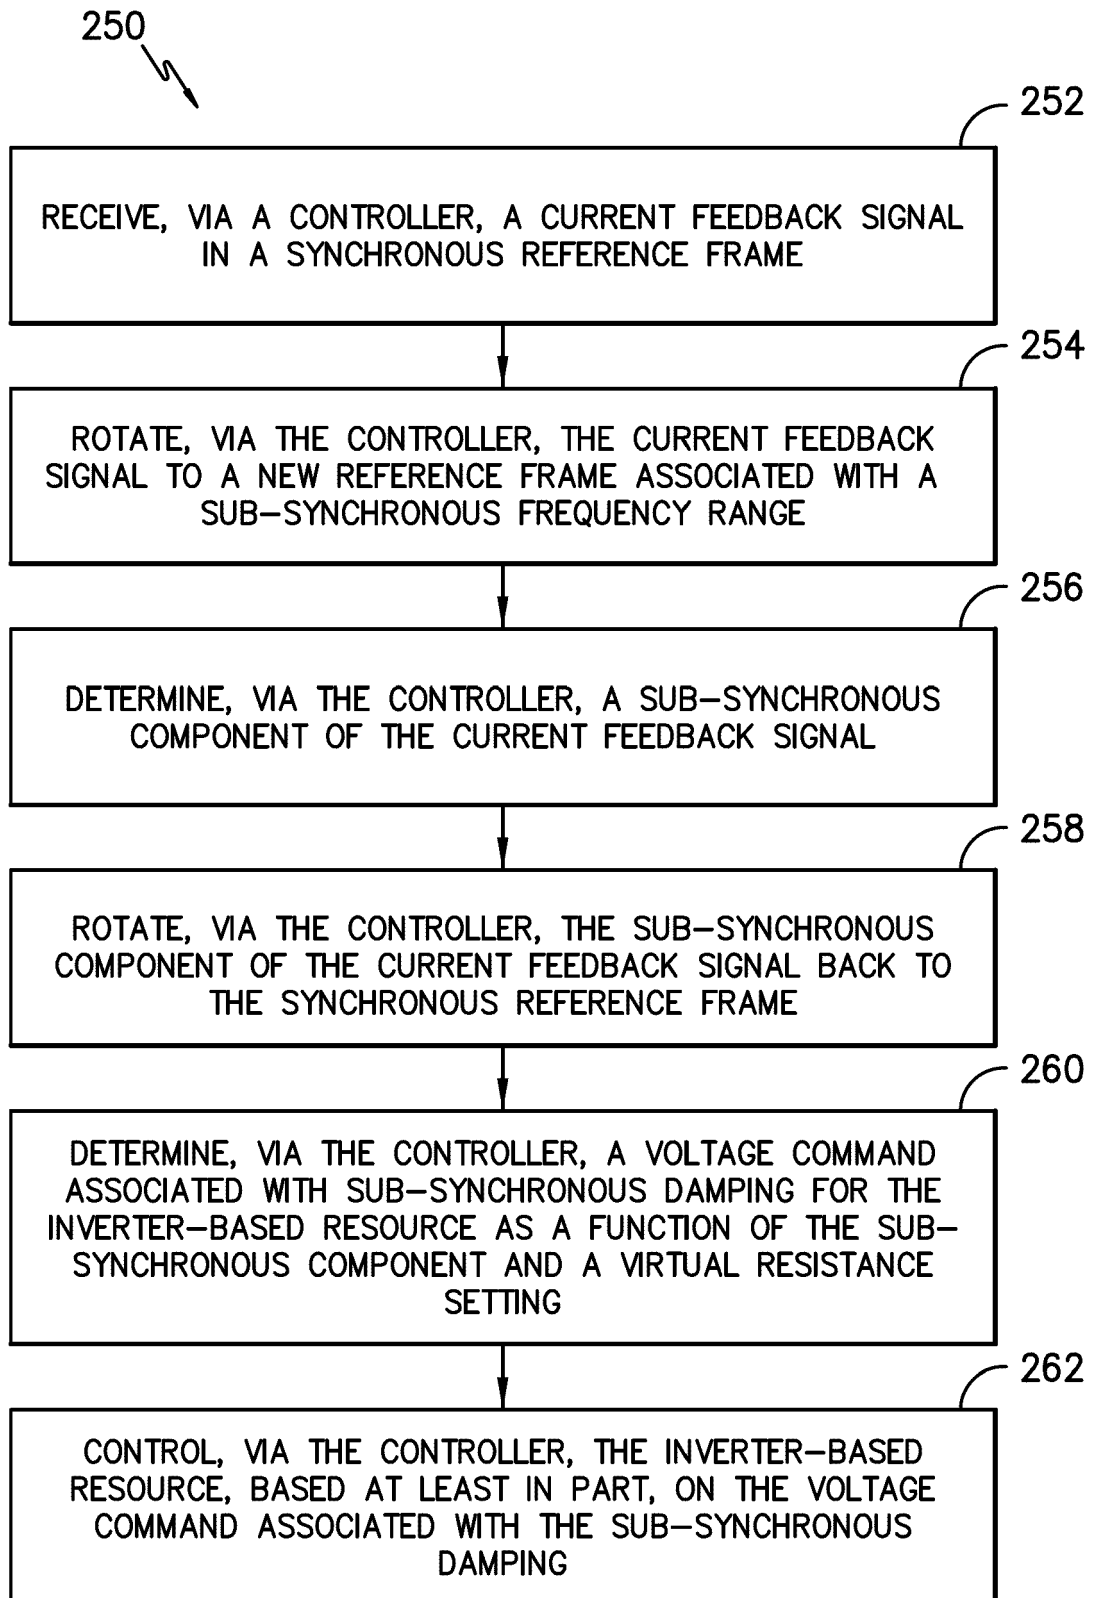 250
252
RECEIVE, VIA A CONTROLLER, A CURRENT FEEDBACK SIGNAL
IN A SYNCHRONOUS REFERENCE FRAME
254
ROTATE, VIA THE CONTROLLER, THE CURRENT FEEDBACK
SIGNAL TO A NEW REFERENCE FRAME ASSOCIATED WITH A
SUB-SYNCHRONOUS FREQUENCY RANGE
256
DETERMINE, VIA THE CONTROLLER, A SUB-SYNCHRONOUS
COMPONENT OF THE CURRENT FEEDBACK SIGNAL
258
ROTATE, VIA THE CONTROLLER, THE SUB-SYNCHRONOUS
COMPONENT OF THE CURRENT FEEDBACK SIGNAL BACK TO
THE SYNCHRONOUS REFERENCE FRAME
260
DETERMINE, VIA THE CONTROLLER, A VOLTAGE COMMAND
ASSOCIATED WITH SUB-SYNCHRONOUS DAMPING FOR THE
INVERTER-BASED RESOURCE AS A FUNCTION OF THE SUB-
SYNCHRONOUS COMPONENT AND A VIRTUAL RESISTANCE
SETTING
262
CONTROL, VIA THE CONTROLLER, THE INVERTER-BASED
RESOURCE, BASED AT LEAST IN PART, ON THE VOLTAGE
COMMAND ASSOCIATED WITH THE SUB-SYNCHRONOUS
DAMPING